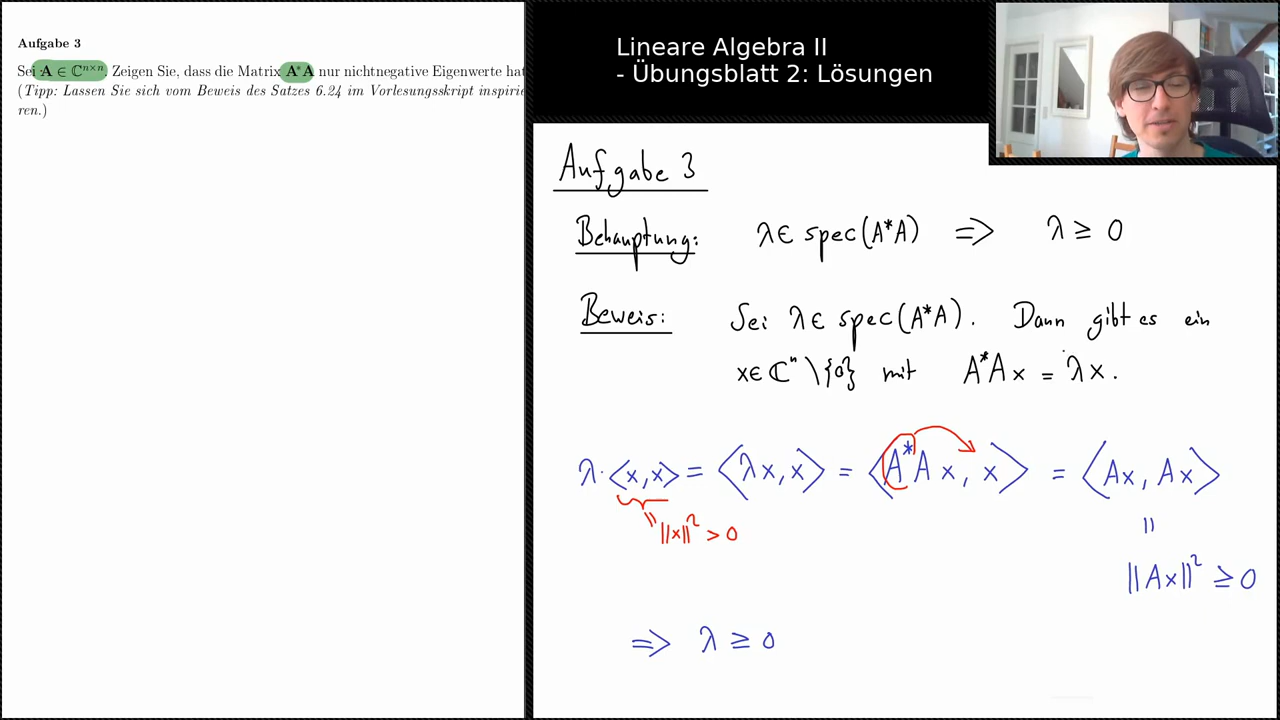 Aufgabe 3
Sei A ∈ ℂⁿˣⁿ. Zeigen Sie, dass die Matrix A*A nur nichtnegative Eigenwerte hat
(Tipp: Lassen Sie sich vom Beweis des Satzes 6.24 im Vorlesungsskript inspirie
ren.)
Lineare Algebra II
- Übungsblatt 2: Lösungen
Aufgabe 3
Behauptung: λ ∈ spec(A*A) => λ ≥ 0
Beweis: Sei λ ∈ spec(A*A). Dann gibt es ein
x ∈ ℂⁿ \ {0} mit A*Ax = λx.
λ·<x,x> = <λx,x> = <A*Ax, x> = <Ax, Ax>
= ||x||² > 0
= ||Ax||² ≥ 0
=> λ ≥ 0